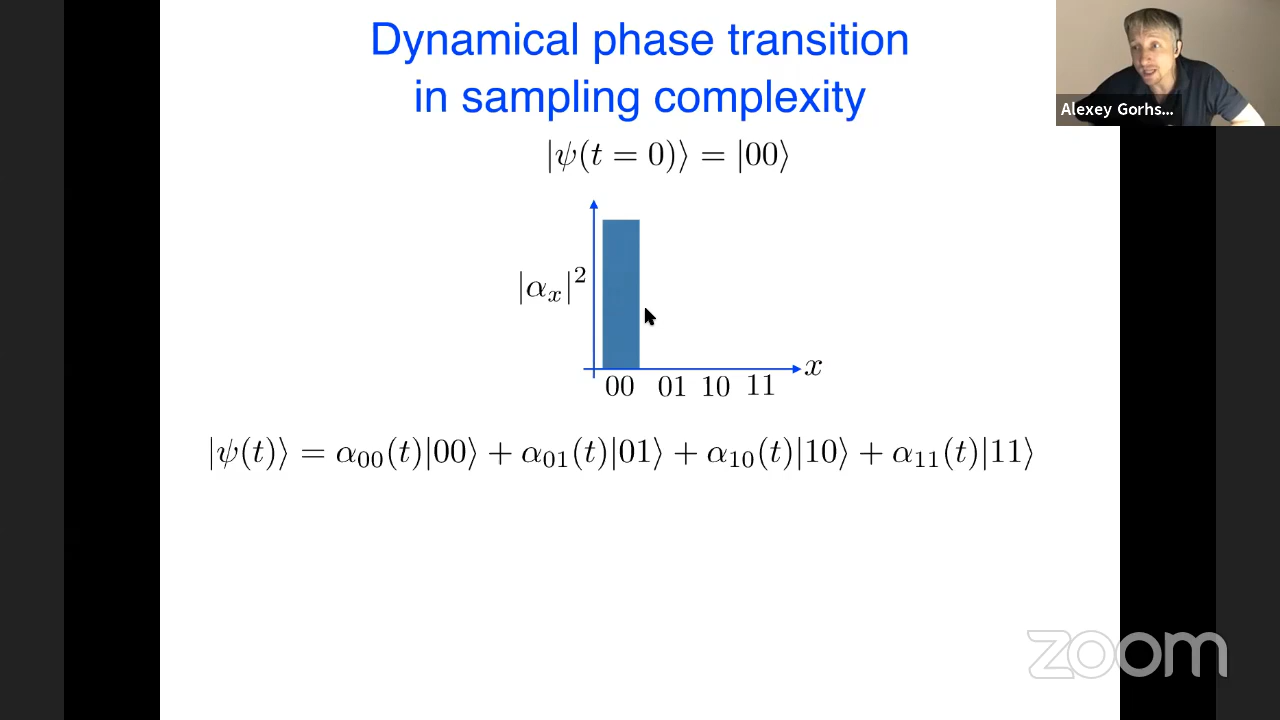 Dynamical phase transition
in sampling complexity
Alexey Gorhs...
|ψ(t = 0)⟩ = |00⟩
|αₓ|²
x
00 01 10 11
|ψ(t)⟩ = α₀₀(t)|00⟩ + α₀₁(t)|01⟩ + α₁₀(t)|10⟩ + α₁₁(t)|11⟩
zoom